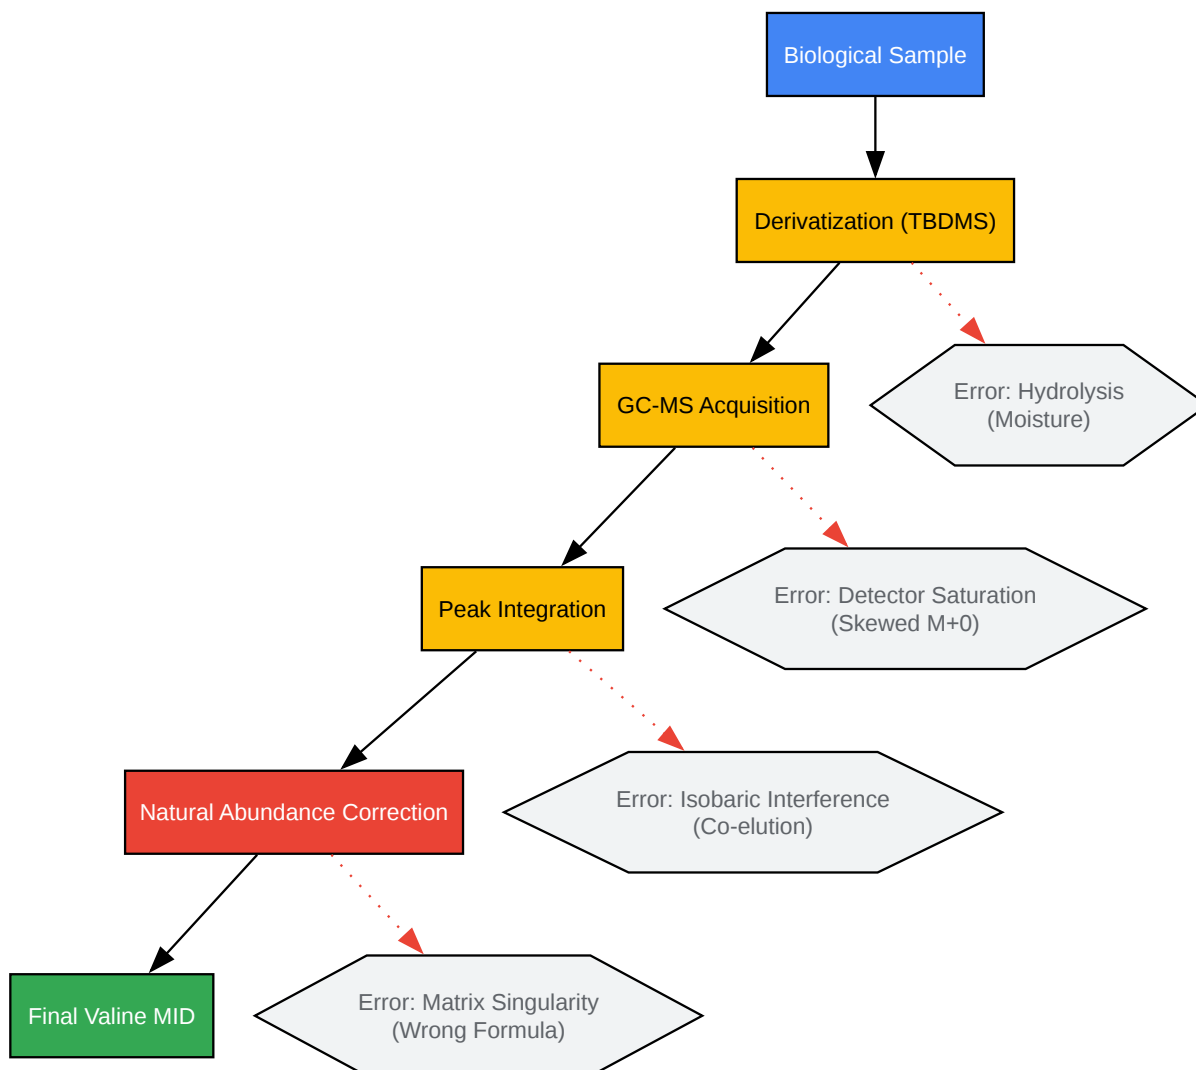 Biological Sample
Derivatization (TBDMS)
Error: Hydrolysis
(Moisture)
GC-MS Acquisition
Error: Detector Saturation
(Skewed M+0)
Peak Integration
Error: Isobaric Interference
(Co-elution)
Natural Abundance Correction
Error: Matrix Singularity
(Wrong Formula)
Final Valine MID